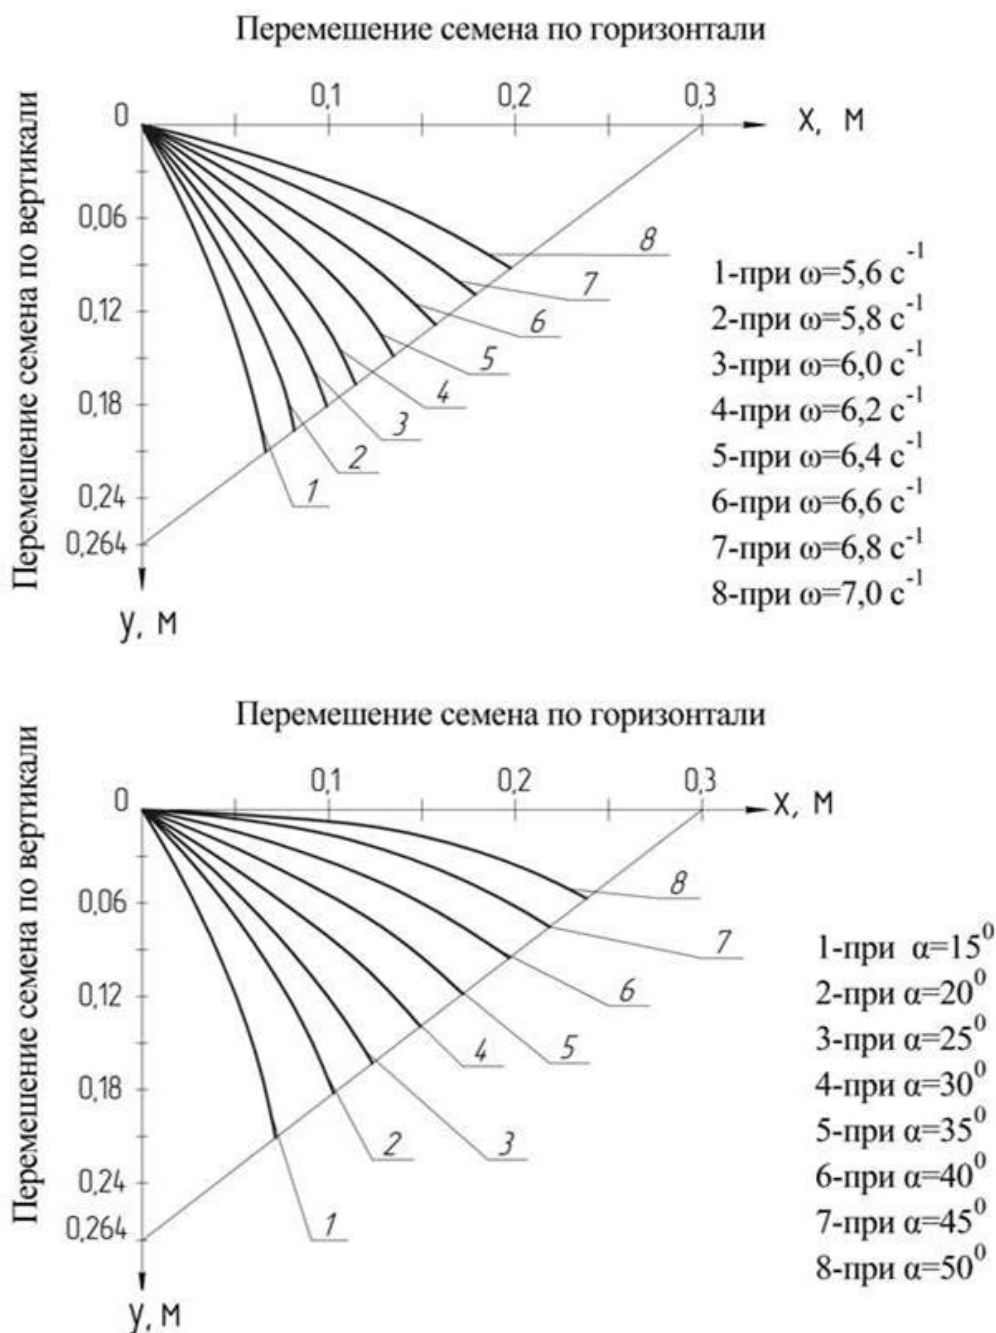 Перемешение семена по горизонтали
0
0,1
0,2
0,3
X, М
Перемешение семена по вертикали
0,06
0,12
0,18
0,24
0,264
У, М
8
7
6
5
4
3
2
1
1-при ω=5,6 с⁻¹
2-при ω=5,8 с⁻¹
3-при ω=6,0 с⁻¹
4-при ω=6,2 с⁻¹
5-при ω=6,4 с⁻¹
6-при ω=6,6 с⁻¹
7-при ω=6,8 с⁻¹
8-при ω=7,0 с⁻¹
Перемешение семена по горизонтали
0
0,1
0,2
0,3
X, М
Перемешение семена по вертикали
0,06
0,12
0,18
0,24
0,264
У, М
8
7
6
5
4
3
2
1
1-при α=15⁰
2-при α=20⁰
3-при α=25⁰
4-при α=30⁰
5-при α=35⁰
6-при α=40⁰
7-при α=45⁰
8-при α=50⁰